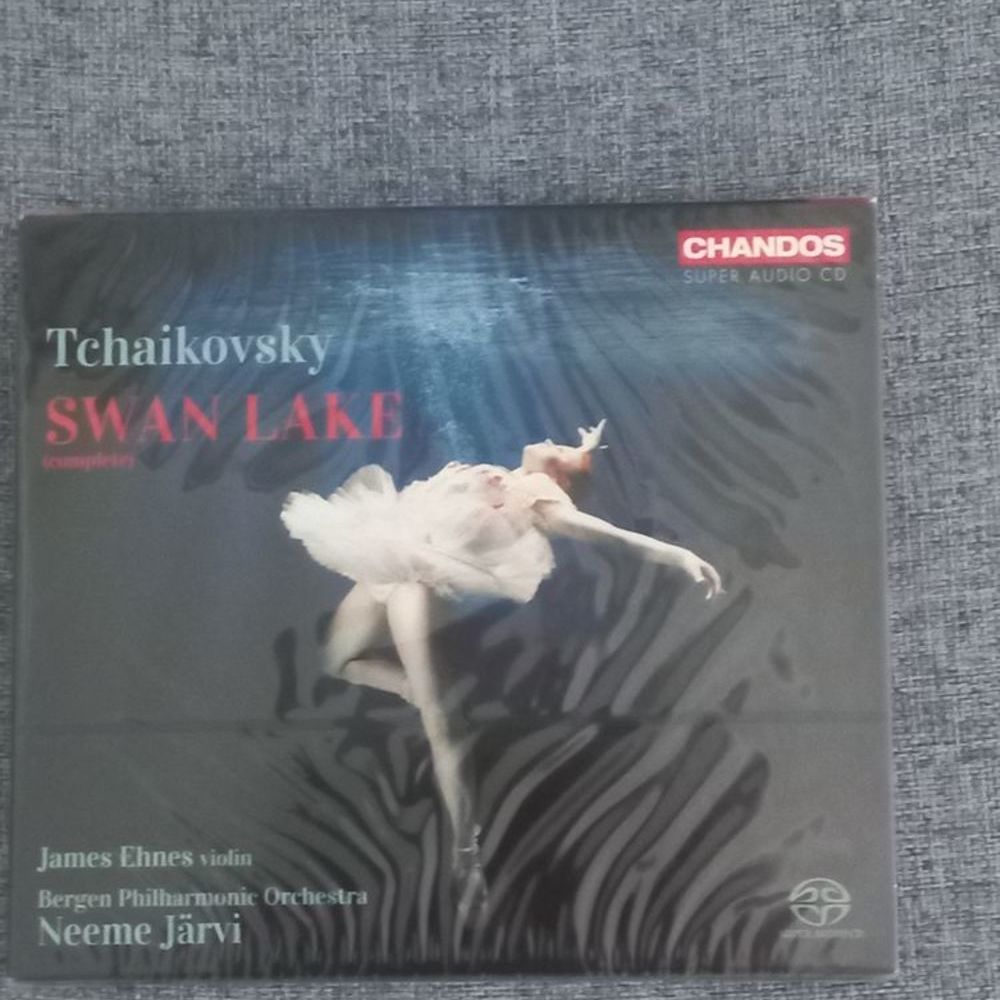 CHANDOS
SUPER AUDIO CD
Tchaikovsky
SWAN LAKE
(complete)
James Ehnes violin
Bergen Philharmonic Orchestra
Neeme Järvi